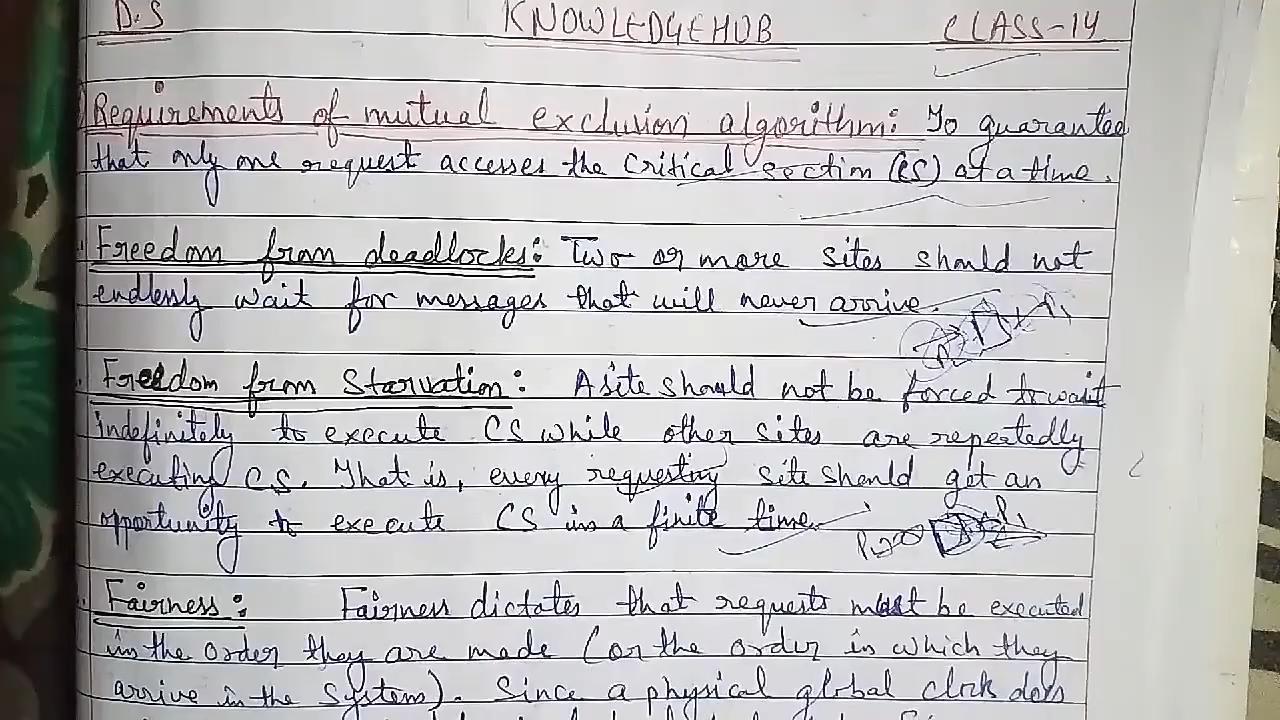 D.S KNOWLEDGEHUB CLASS-14
Requirements of mutual exclusion algorithm: To guaranteed
that only one request accesses the critical section (CS) at a time.
Freedom from deadlocks: Two or more sites should not
endlessly wait for messages that will never arrive.
Freedom from Starvation: A site should not be forced to wait
indefinitely to execute CS while other sites are repeatedly
executing CS. That is, every requesting site should get an
opportunity to execute CS in a finite time.
Fairness: Fairness dictates that requests must be executed
in the order they are made (or the order in which they
arrive in the system). Since a physical global clock does